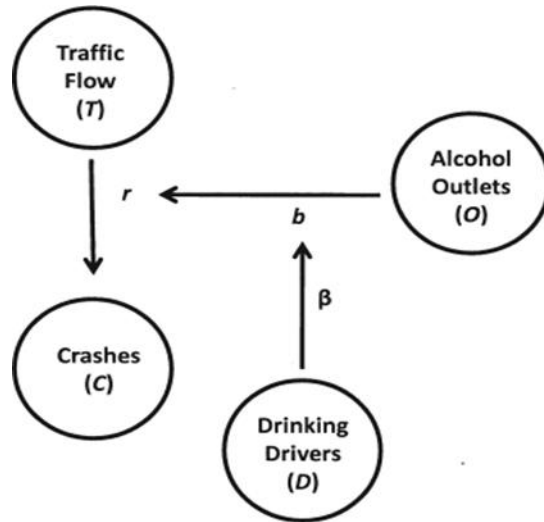 Traffic
Flow
(T)
r
b
Alcohol
Outlets
(O)
β
Crashes
(C)
Drinking
Drivers
(D)